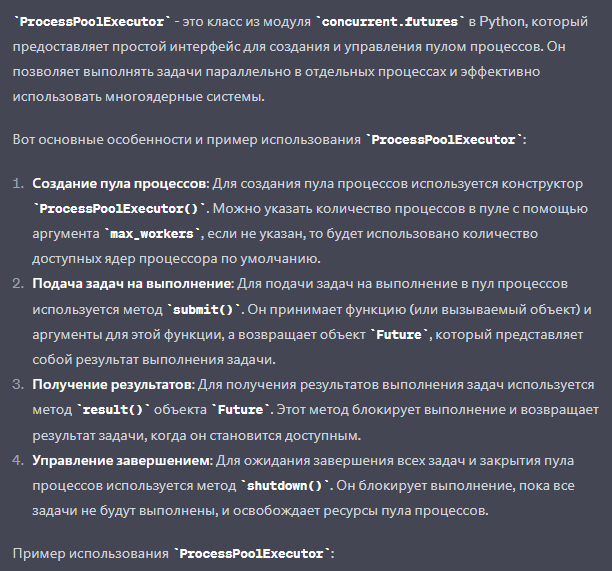 `ProcessPoolExecutor` - это класс из модуля `concurrent.futures` в Python, который
предоставляет простой интерфейс для создания и управления пулом процессов. Он
позволяет выполнять задачи параллельно в отдельных процессах и эффективно
использовать многоядерные системы.
Вот основные особенности и пример использования `ProcessPoolExecutor`:
1. Создание пула процессов: Для создания пула процессов используется конструктор
`ProcessPoolExecutor()`. Можно указать количество процессов в пуле с помощью
аргумента `max_workers`, если не указан, то будет использовано количество
доступных ядер процессора по умолчанию.
2. Подача задач на выполнение: Для подачи задач на выполнение в пул процессов
используется метод `submit()`. Он принимает функцию (или вызываемый объект) и
аргументы для этой функции, а возвращает объект `Future`, который представляет
собой результат выполнения задачи.
3. Получение результатов: Для получения результатов выполнения задач используется
метод `result()` объекта `Future`. Этот метод блокирует выполнение и возвращает
результат задачи, когда он становится доступным.
4. Управление завершением: Для ожидания завершения всех задач и закрытия пула
процессов используется метод `shutdown()`. Он блокирует выполнение, пока все
задачи не будут выполнены, и освобождает ресурсы пула процессов.
Пример использования `ProcessPoolExecutor`: